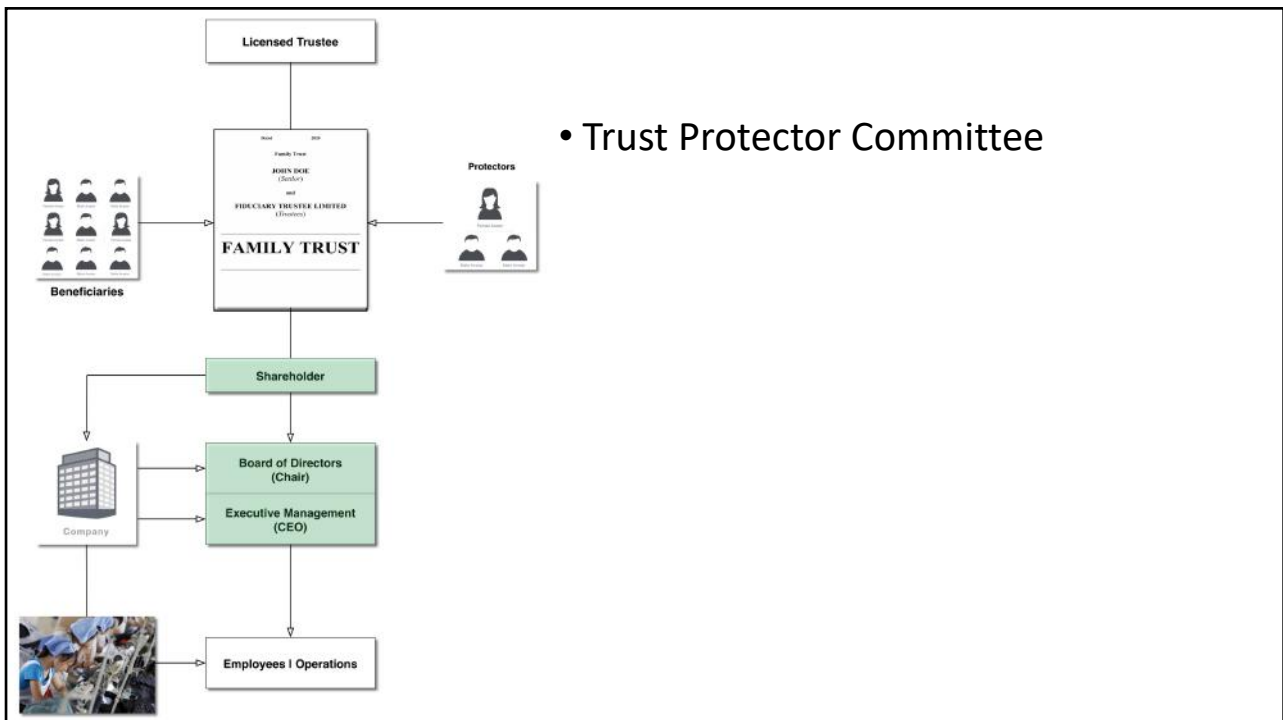 Licensed Trustee
• Trust Protector Committee
2020
Family Trust
JOHN DOE
(Settlor)
and
FIDUCIARY TRUSTEE LIMITED
(Trustees)
FAMILY TRUST
Protectors
Beneficiaries
Shareholder
Board of Directors
(Chair)
Executive Management
(CEO)
Company
Employees | Operations